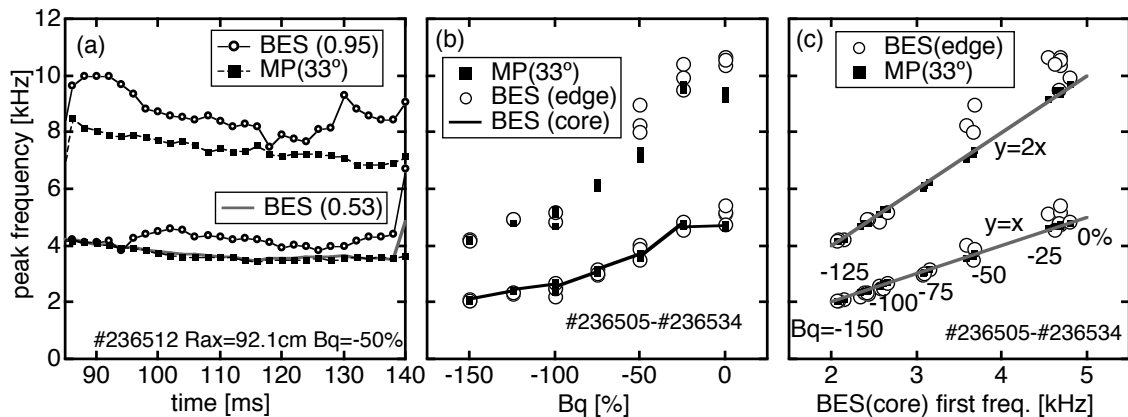 (a)
BES (0.95)
MP(33º)
BES (0.53)
#236512 Rax=92.1cm Bq=-50%
peak frequency [kHz]
12
10
8
6
4
2
0
90
100
110
120
130
140
time [ms]
(b)
MP(33º)
BES (edge)
BES (core)
#236505-#236534
-150
-100
-50
0
Bq [%]
(c)
BES(edge)
MP(33º)
y=2x
y=x
0%
-25
-50
-75
-100
-125
Bq=-150
#236505-#236534
2
3
4
5
BES(core) first freq. [kHz]